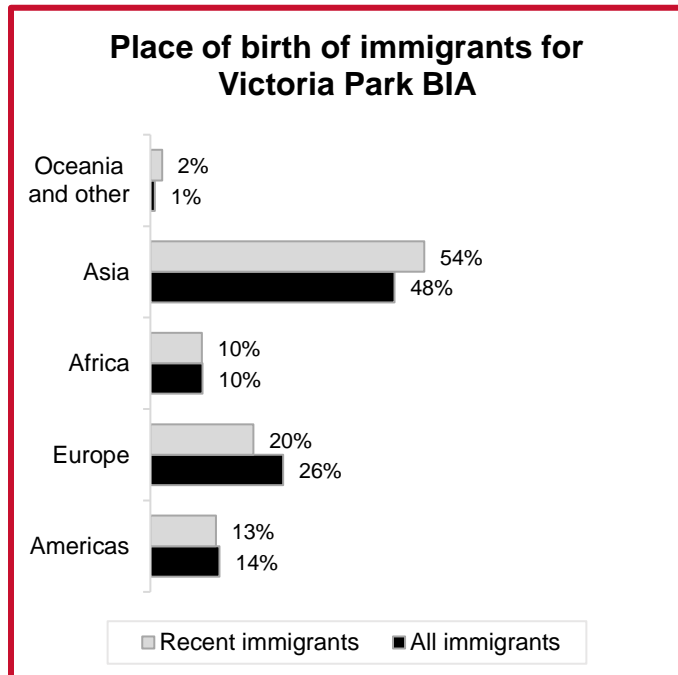 Place of birth of immigrants for
Victoria Park BIA
Oceania
and other
2%
1%
Asia
54%
48%
Africa
10%
10%
Europe
20%
26%
Americas
13%
14%
Recent immigrants All immigrants